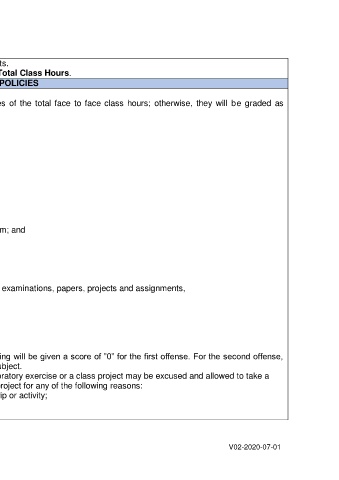 ts.
Total Class Hours.
POLICIES
es of the total face to face class hours; otherwise, they will be graded as
m; and
examinations, papers. projects and assignments,
ing will be given a score of "0" for the first offense. For the second offense,
bject.
oratory exercise or a class project may be excused and allowed to take a
roject for any of the following reasons:
ip or activity;
V02-2020-07-01